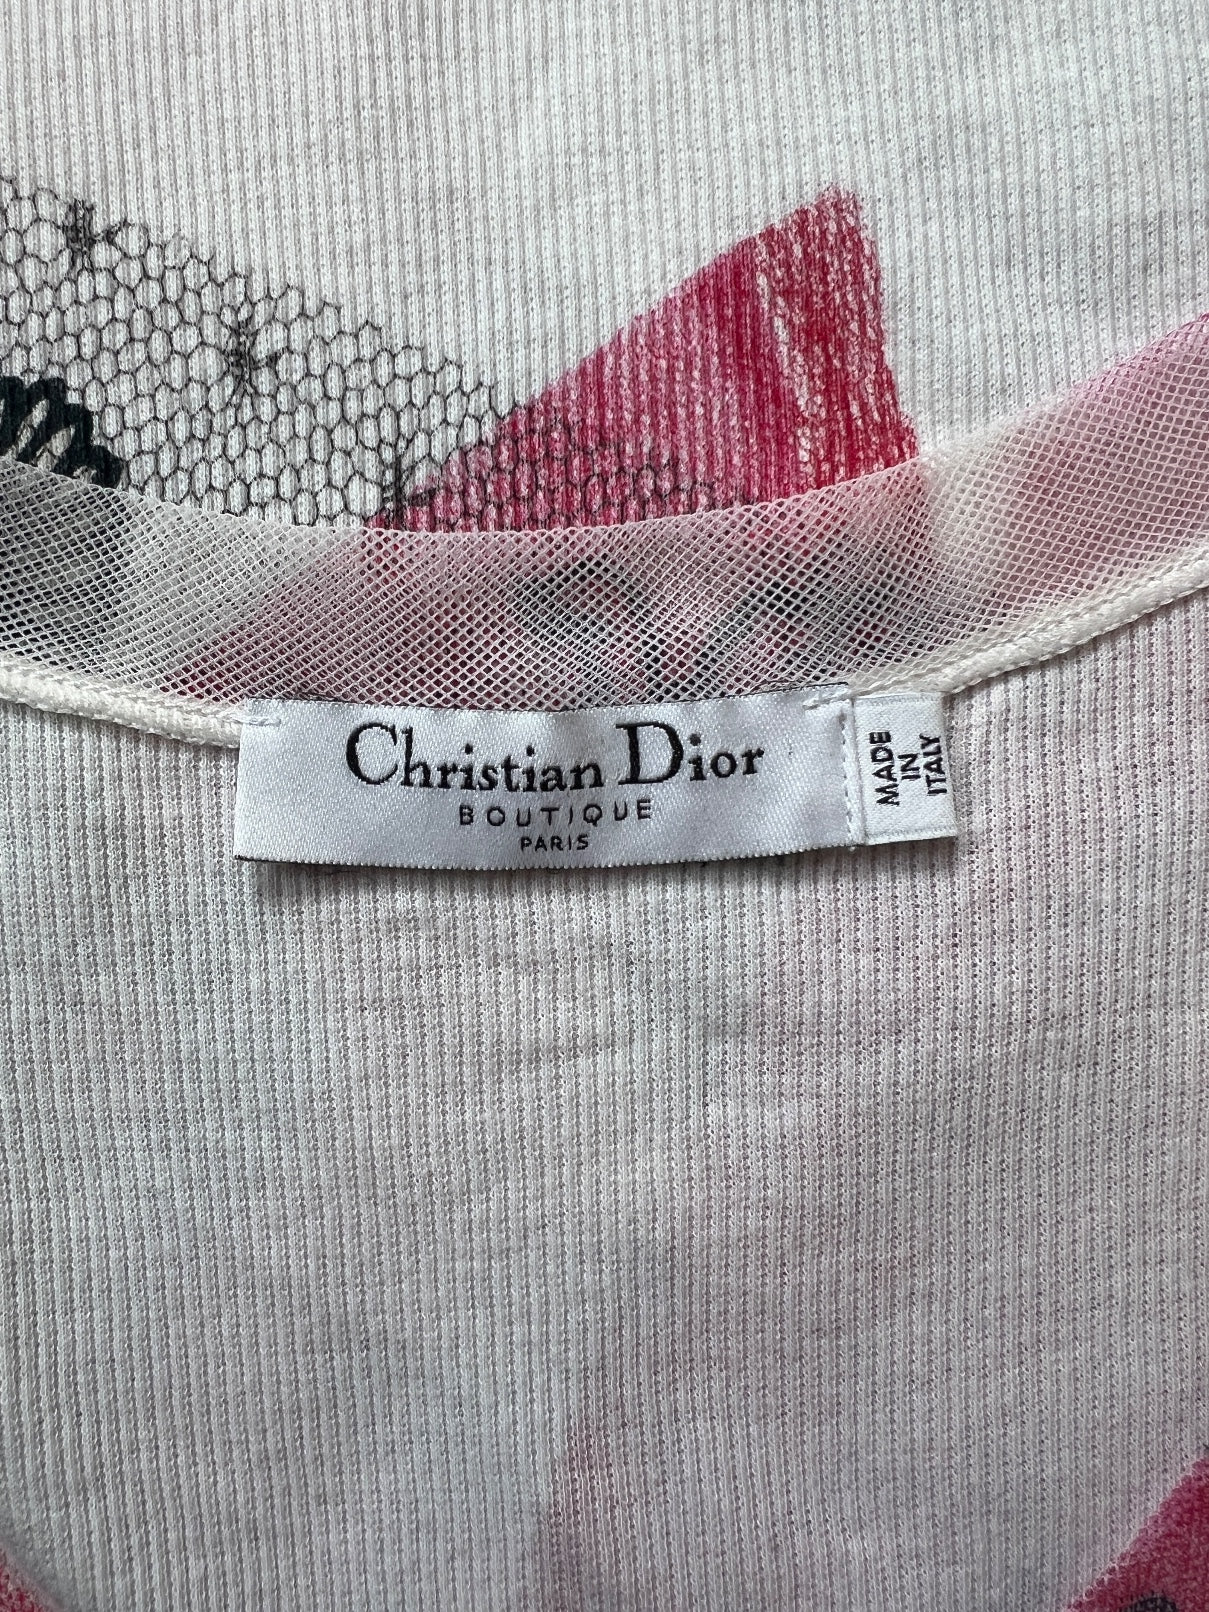 Christian Dior
BOUTIQUE
PARIS
MADE
IN
ITALY